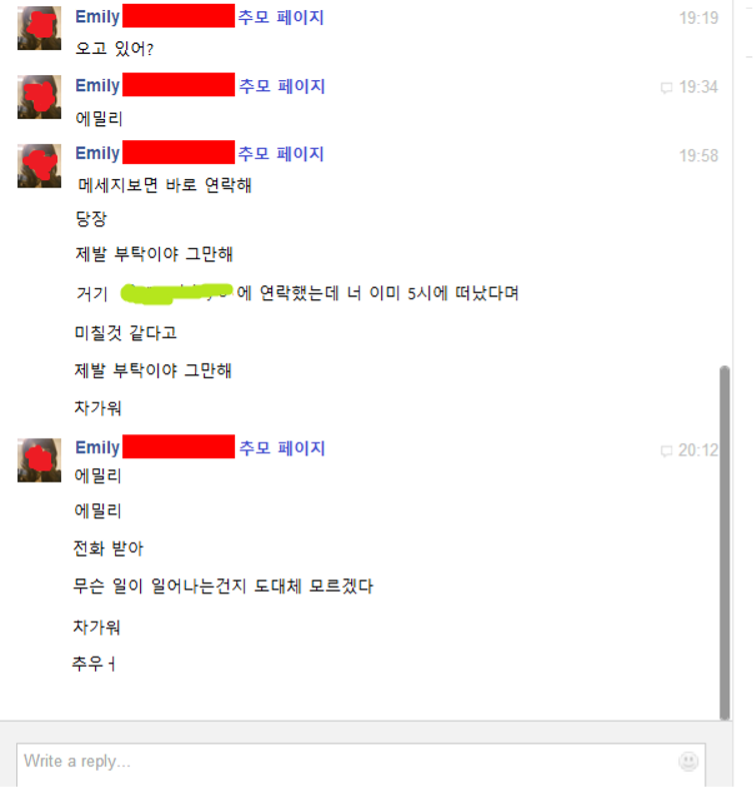 Emily 추모 페이지 19:19
오고 있어?
Emily 추모 페이지 19:34
에밀리
Emily 추모 페이지 19:58
메세지보면 바로 연락해
당장
제발 부탁이야 그만해
거기 에 연락했는데 너 이미 5시에 떠났다며
미칠것 같다고
제발 부탁이야 그만해
차가워
Emily 추모 페이지 20:12
에밀리
에밀리
전화 받아
무슨 일이 일어나는건지 도대체 모르겠다
차가워
추우ㅓ
Write a reply...